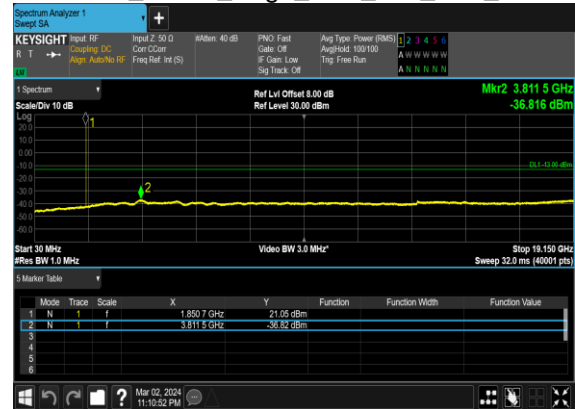 Spectrum Analyzer 1
Swept SA
+
KEYSIGHT
R T
LV
Input: RF
Coupling: DC
Align: Auto/No RF
Input Z: 50 Ω
Corr CCorr
Freq Ref: Int (S)
#Atten: 40 dB
PNO: Fast
Gate: Off
IF Gain: Low
Sig Track: Off
Avg Type: Power (RMS)
Avg|Hold: 100/100
Trig: Free Run
1 2 3 4 5 6
A W W W W W
A N N N N N
1 Spectrum
Scale/Div 10 dB
Ref Lvl Offset 8.00 dB
Ref Level 30.00 dBm
Mkr2 3.811 5 GHz
-36.816 dBm
Log
20.0
10.0
0.00
-10.0
-20.0
-30.0
-40.0
-50.0
-60.0
1
2
DL1 -13.00 dBm
Start 30 MHz
#Res BW 1.0 MHz
Video BW 3.0 MHz*
Stop 19.150 GHz
Sweep 32.0 ms (40001 pts)
5 Marker Table
Mode Trace Scale X Y Function Function Width Function Value
1 N 1 f 1.850 7 GHz 21.05 dBm
2 N 1 f 3.811 5 GHz -36.82 dBm
3
4
5
6
?
Mar 02, 2024
11:10:52 PM